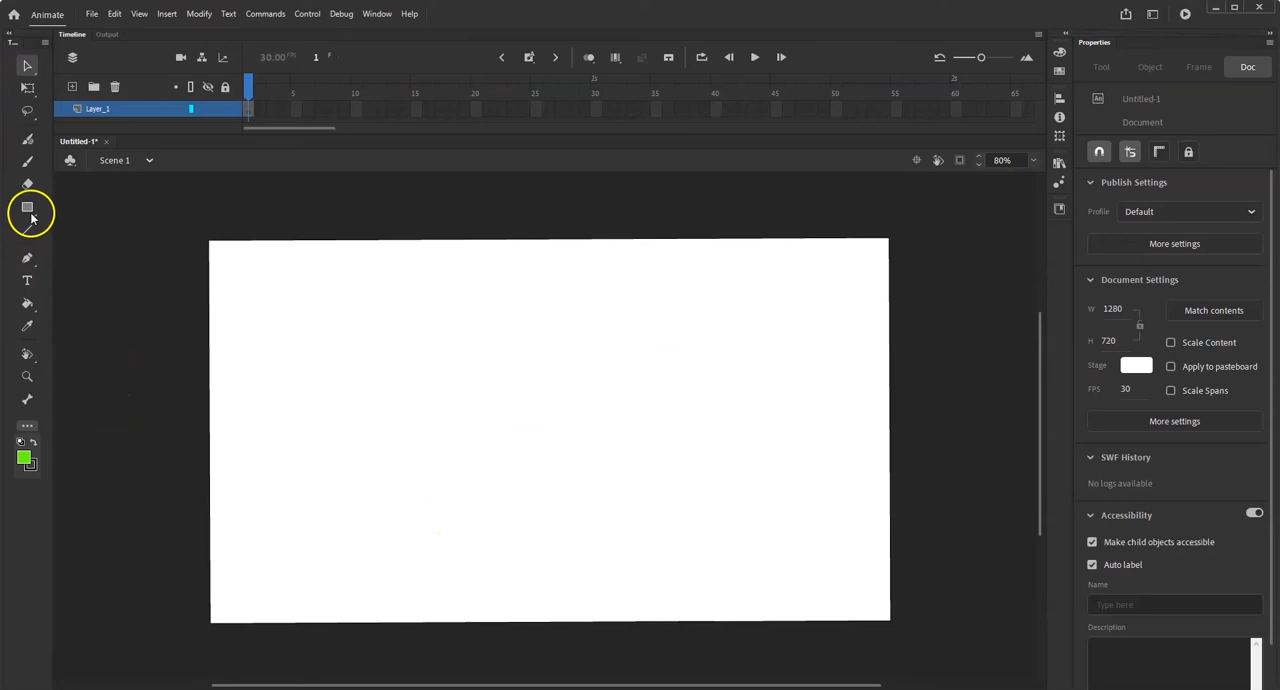 Animate File Edit View Insert Modify Text Commands Control Debug Window Help
T...
Timeline Output
30.00 FPS 1 F
1s 2s
5 10 15 20 25 30 35 40 45 50 55 60 65
Layer_1
Untitled-1* ×
Scene 1
80%
Properties
Tool Object Frame Doc
An Untitled-1
Document
Publish Settings
Profile Default
More settings
Document Settings
W 1280 Match contents
H 720 Scale Content
Stage Apply to pasteboard
FPS 30 Scale Spans
More settings
SWF History
No logs available
Accessibility
Make child objects accessible
Auto label
Name
Type here
Description